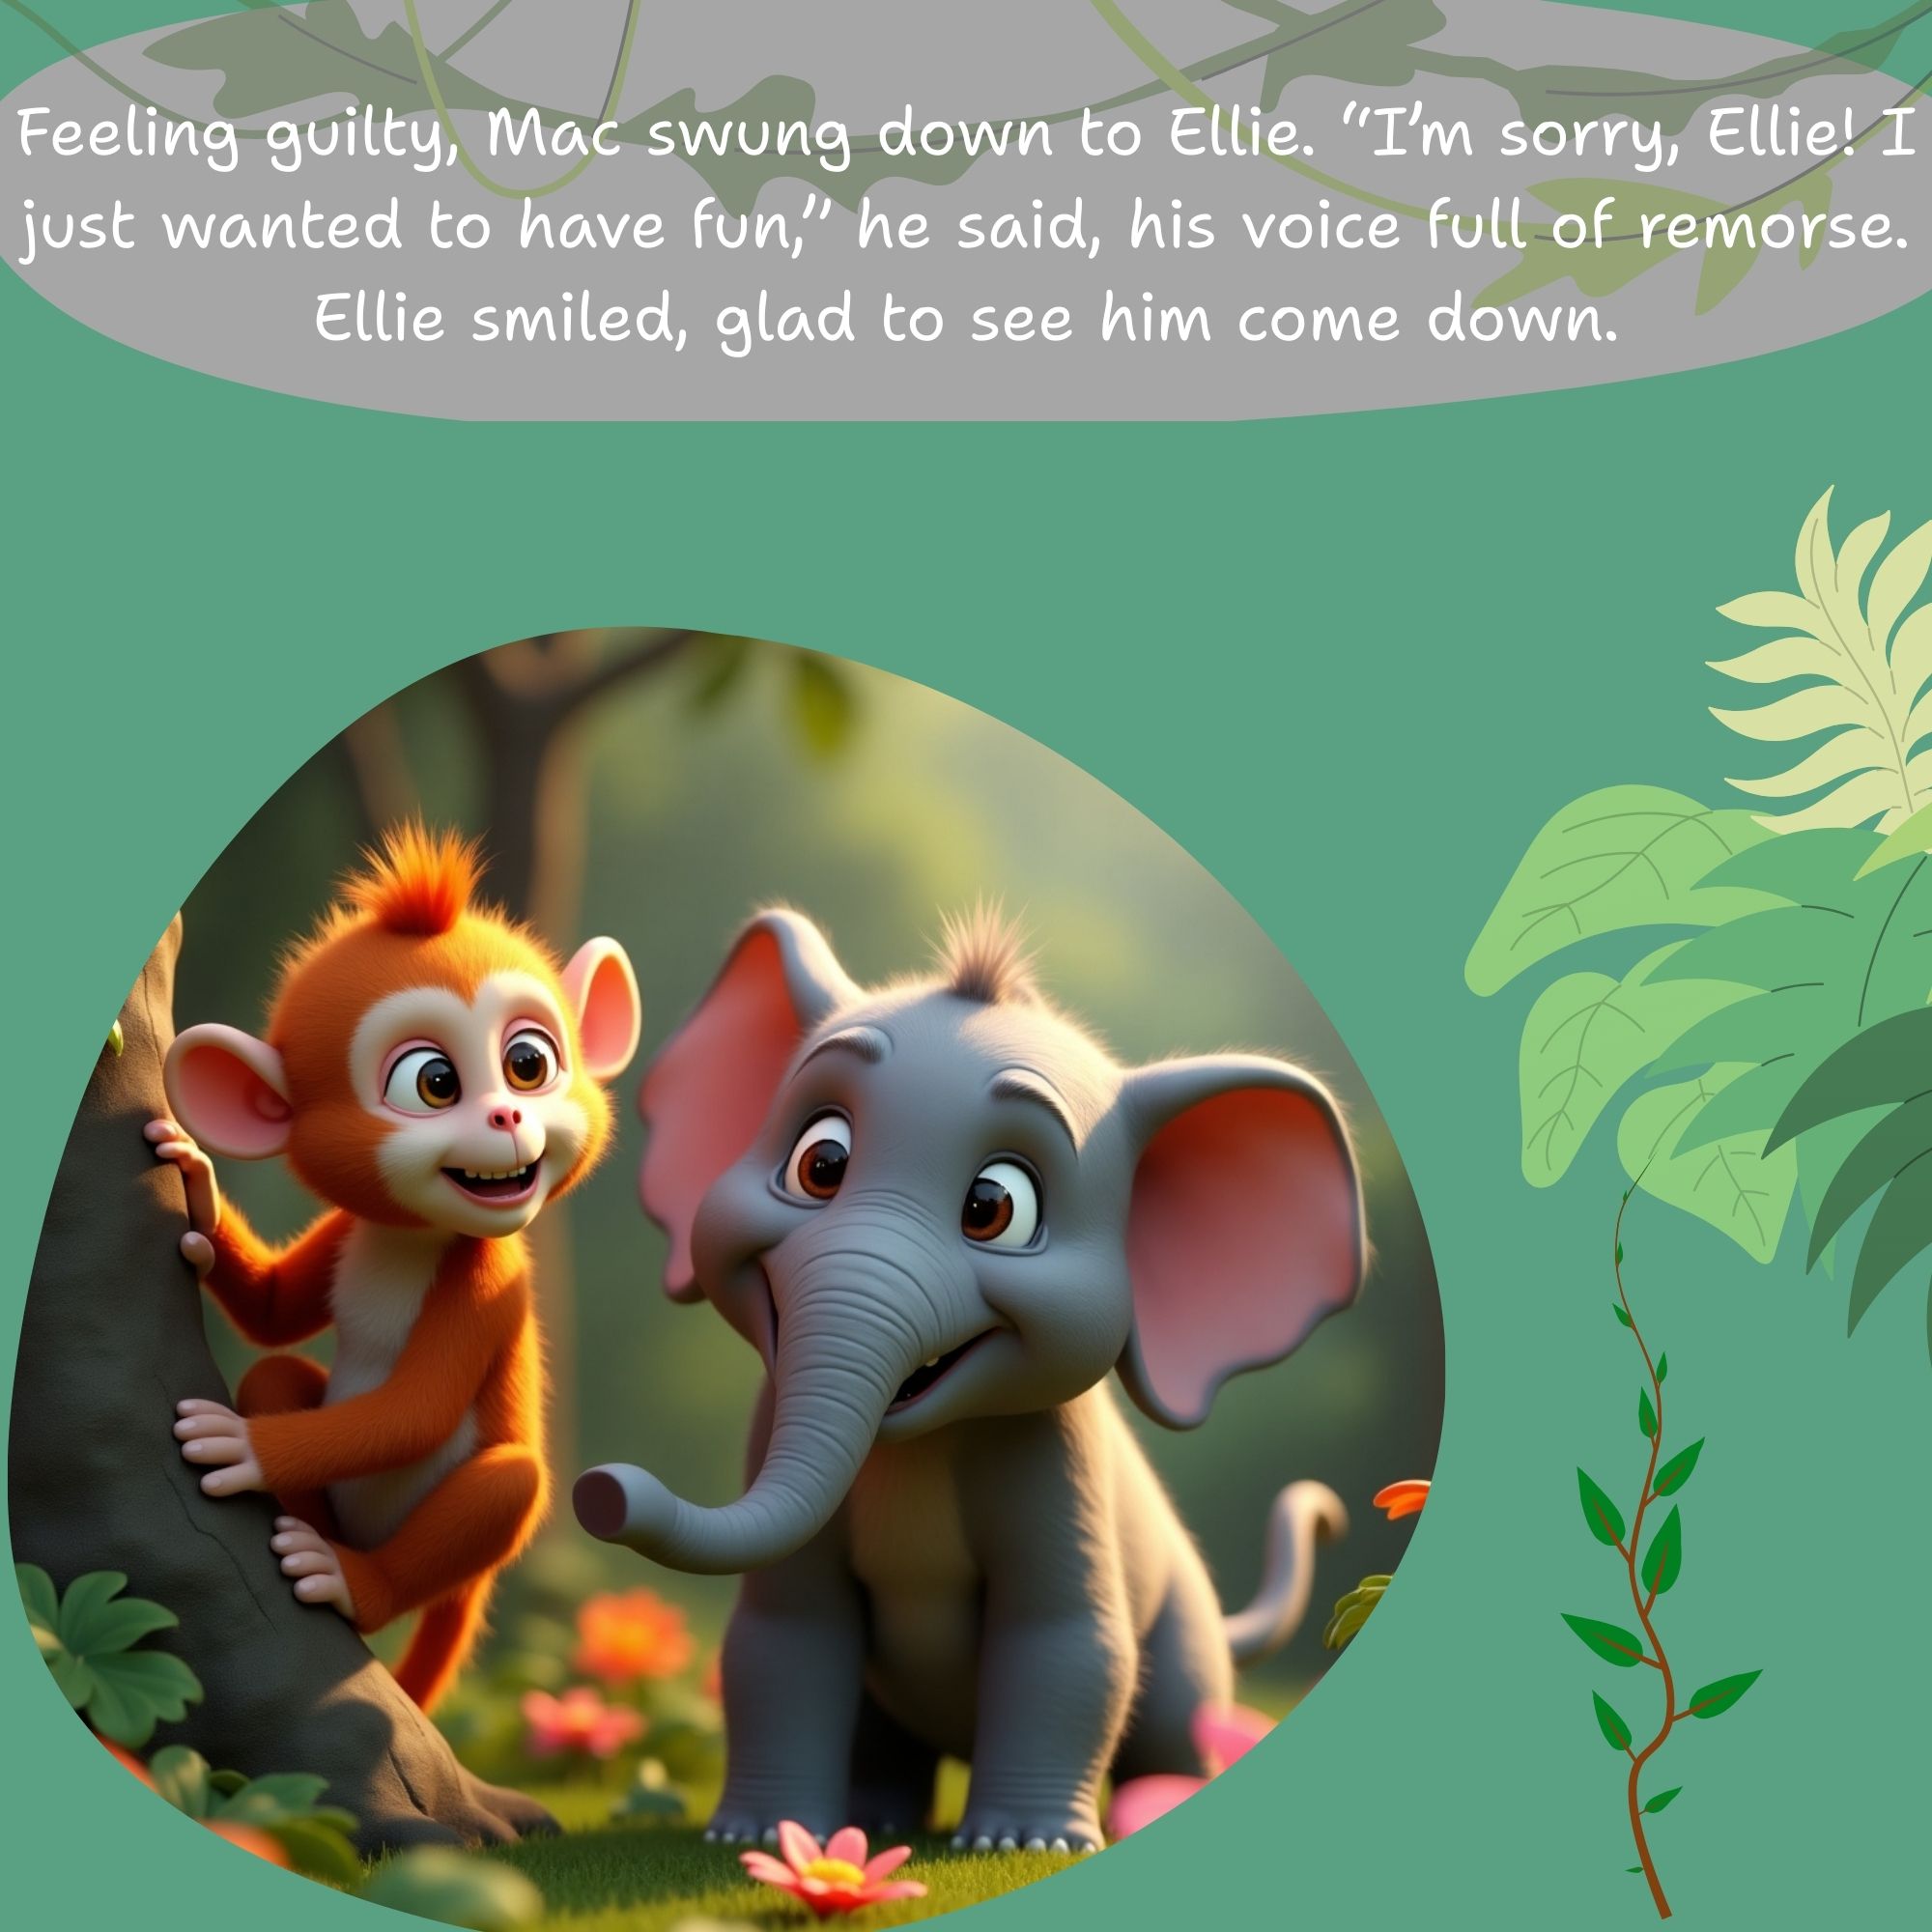 Feeling guilty, Mac swung down to Ellie. “I’m sorry, Ellie! I
just wanted to have fun,” he said, his voice full of remorse.
Ellie smiled, glad to see him come down.